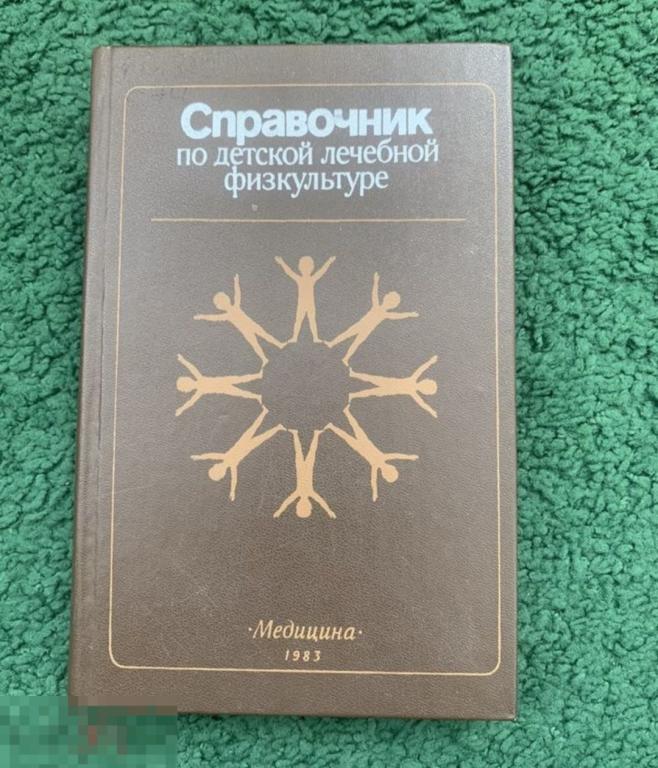 Справочник
по детской лечебной
физкультуре
·Медицина·
1983